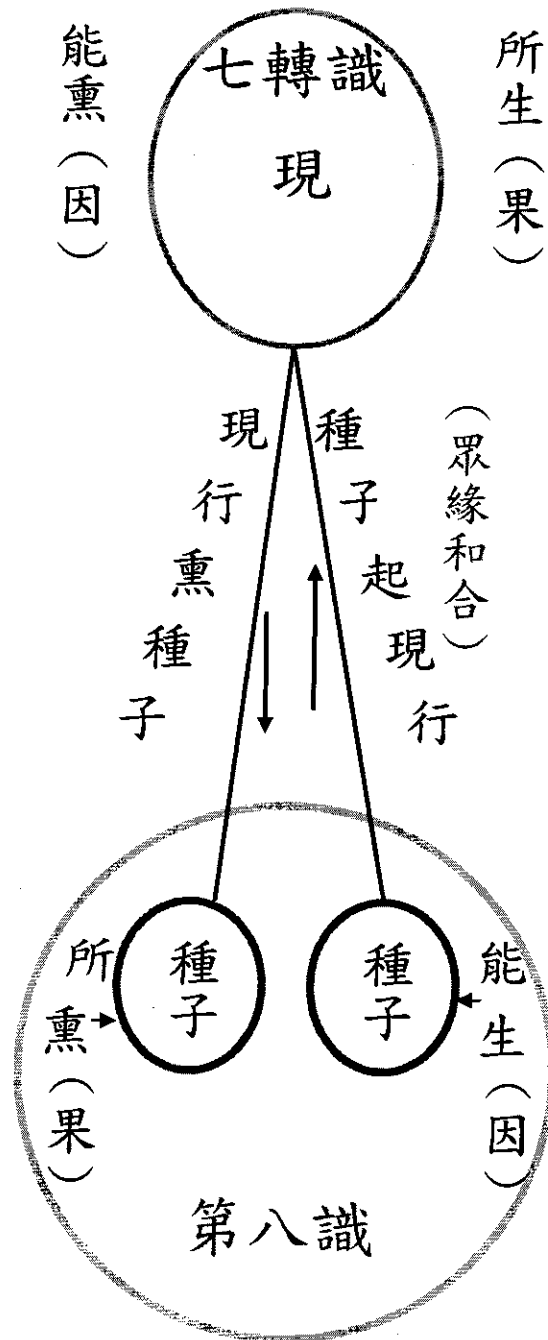 七轉識
現
能熏（因）
所生（果）
現行熏種子
種子起現行
（眾緣和合）
所熏（果）
種子
種子
能生（因）
第八識